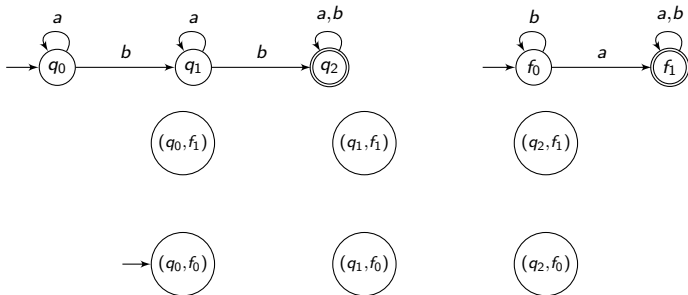 a a a,b b a,b
b b a
q0 q1 q2 f0 f1
(q0,f1) (q1,f1) (q2,f1)
(q0,f0) (q1,f0) (q2,f0)